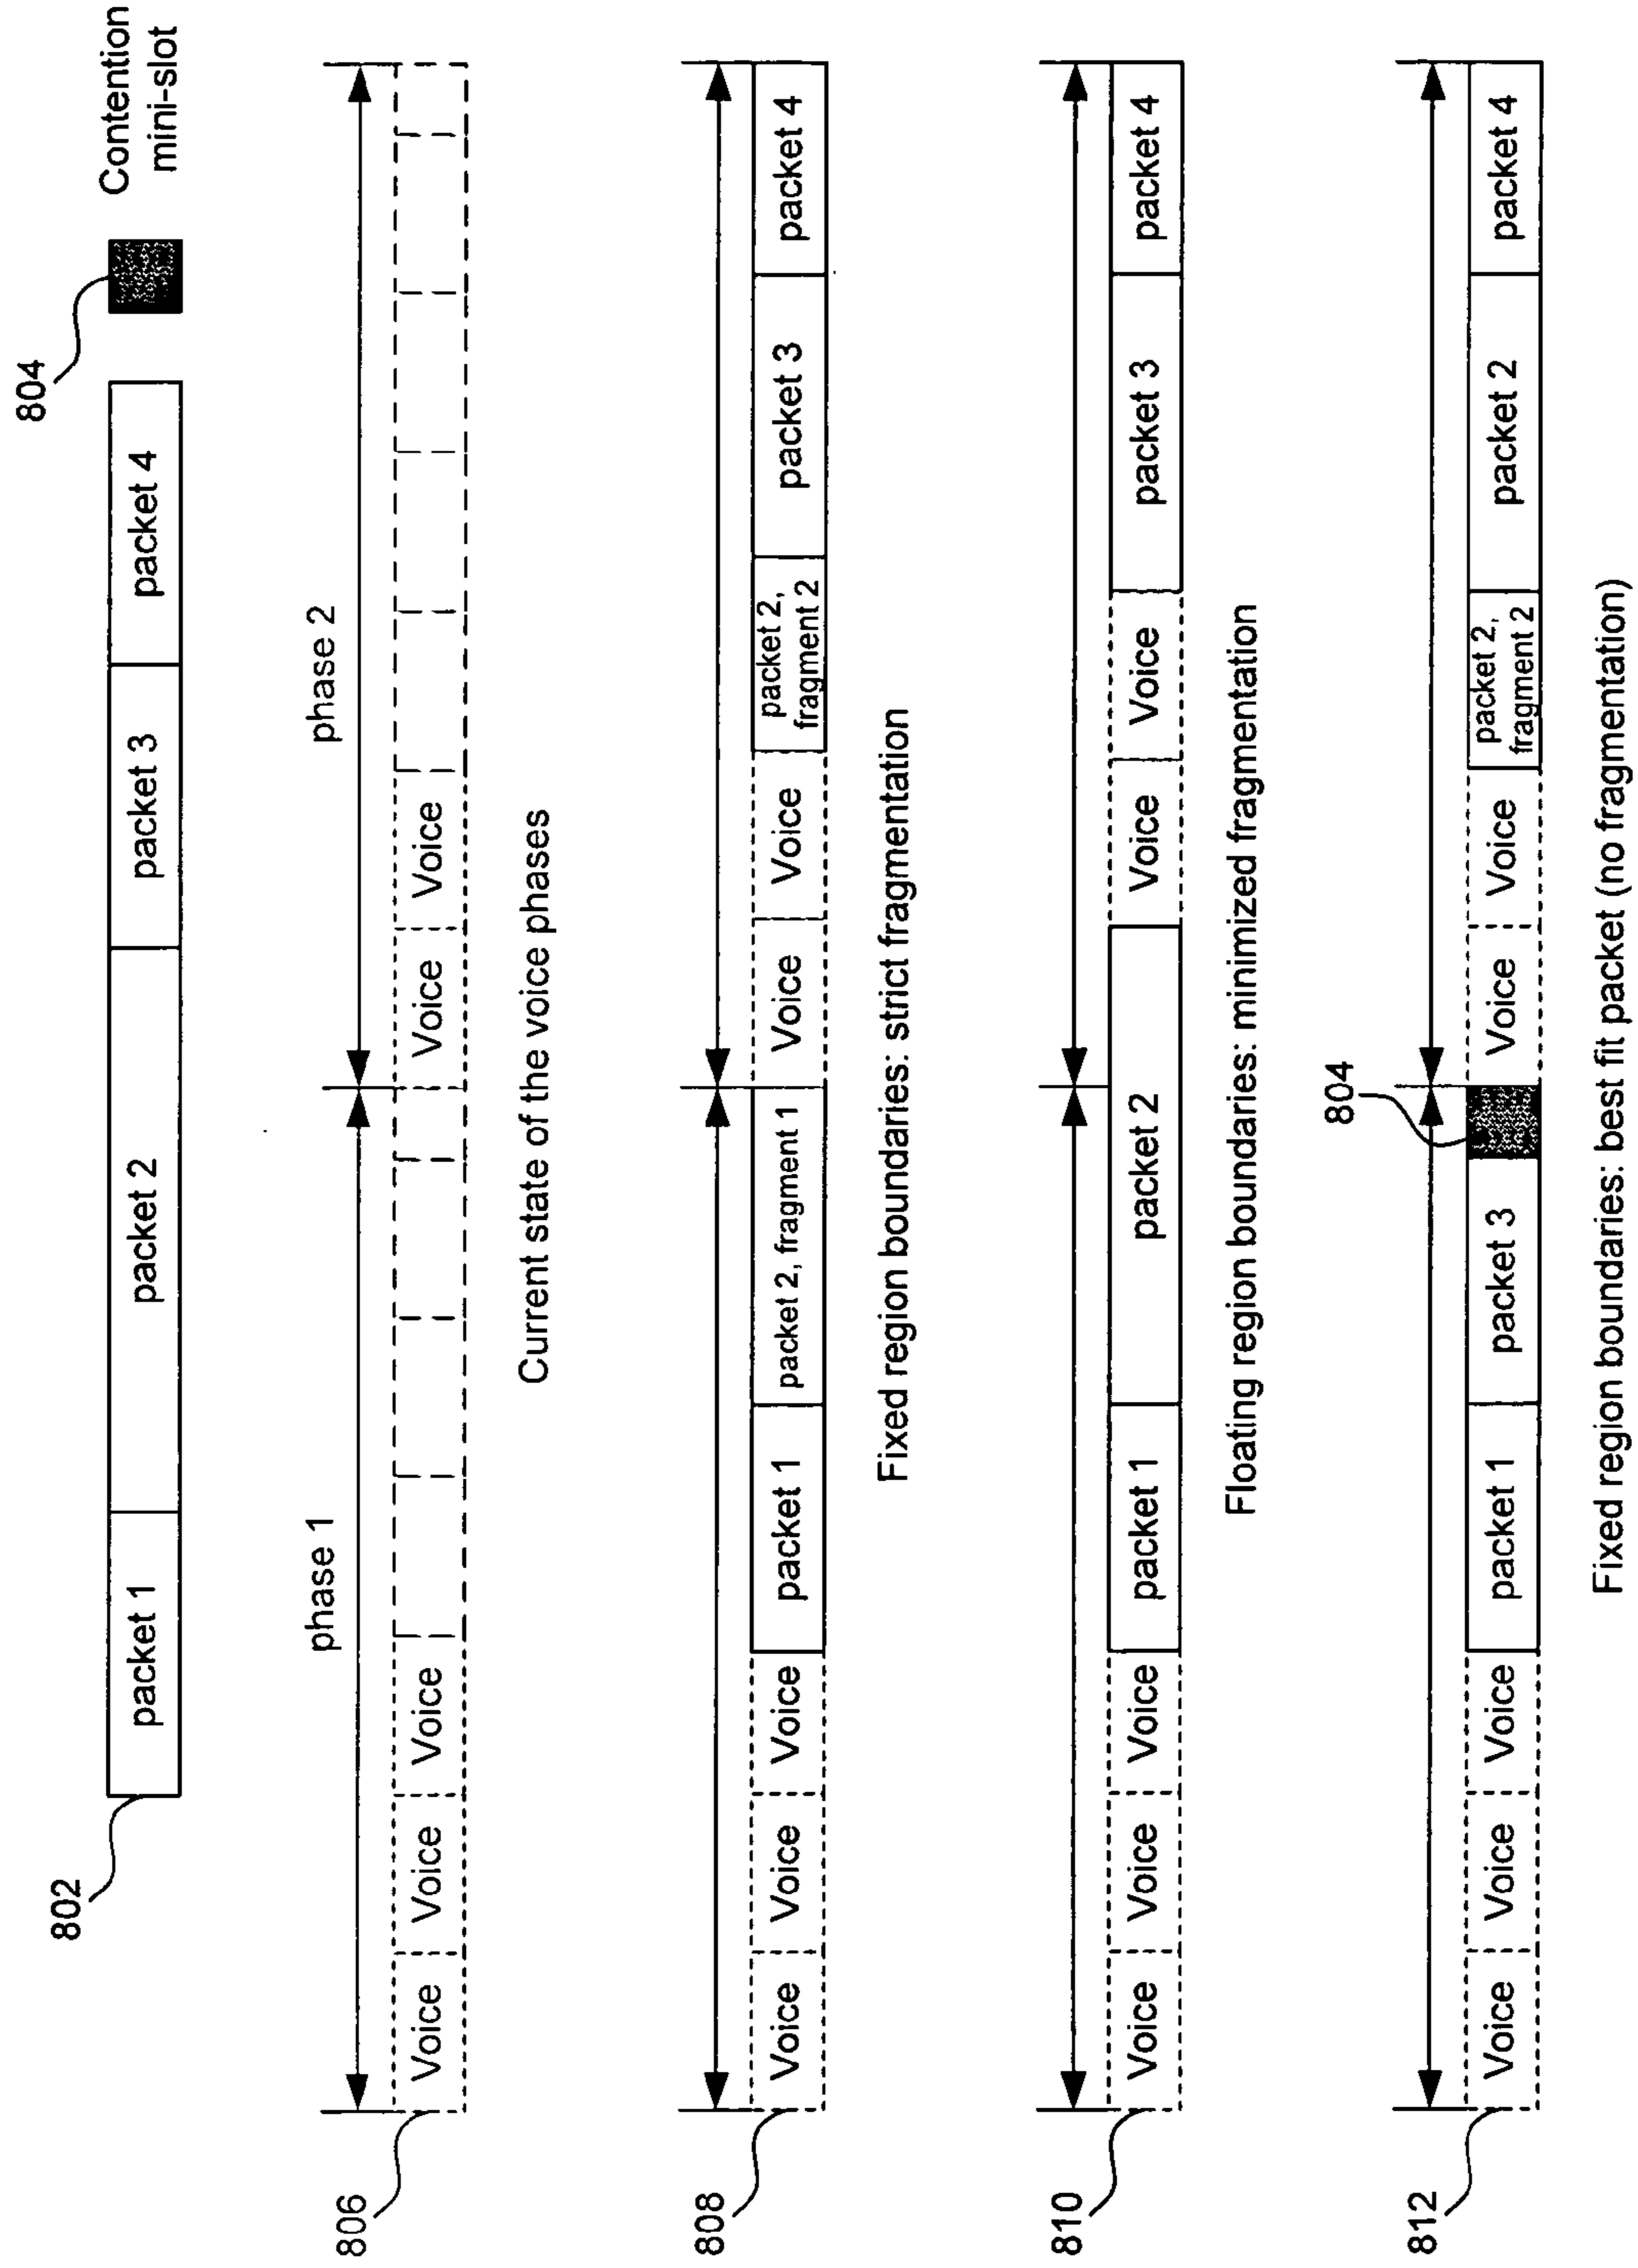 802
packet 1
packet 2
packet 3
packet 4
804
Contention
mini-slot
phase 1
phase 2
806
Voice
Voice
Voice
Voice
Voice
Current state of the voice phases
808
Voice
Voice
Voice
packet 1
packet 2, fragment 1
Voice
Voice
packet 2,
fragment 2
packet 3
packet 4
Fixed region boundaries: strict fragmentation
810
Voice
Voice
Voice
packet 1
packet 2
Voice
Voice
packet 3
packet 4
Floating region boundaries: minimized fragmentation
804
812
Voice
Voice
Voice
packet 1
packet 3
Voice
Voice
packet 2,
fragment 2
packet 2
packet 4
Fixed region boundaries: best fit packet (no fragmentation)